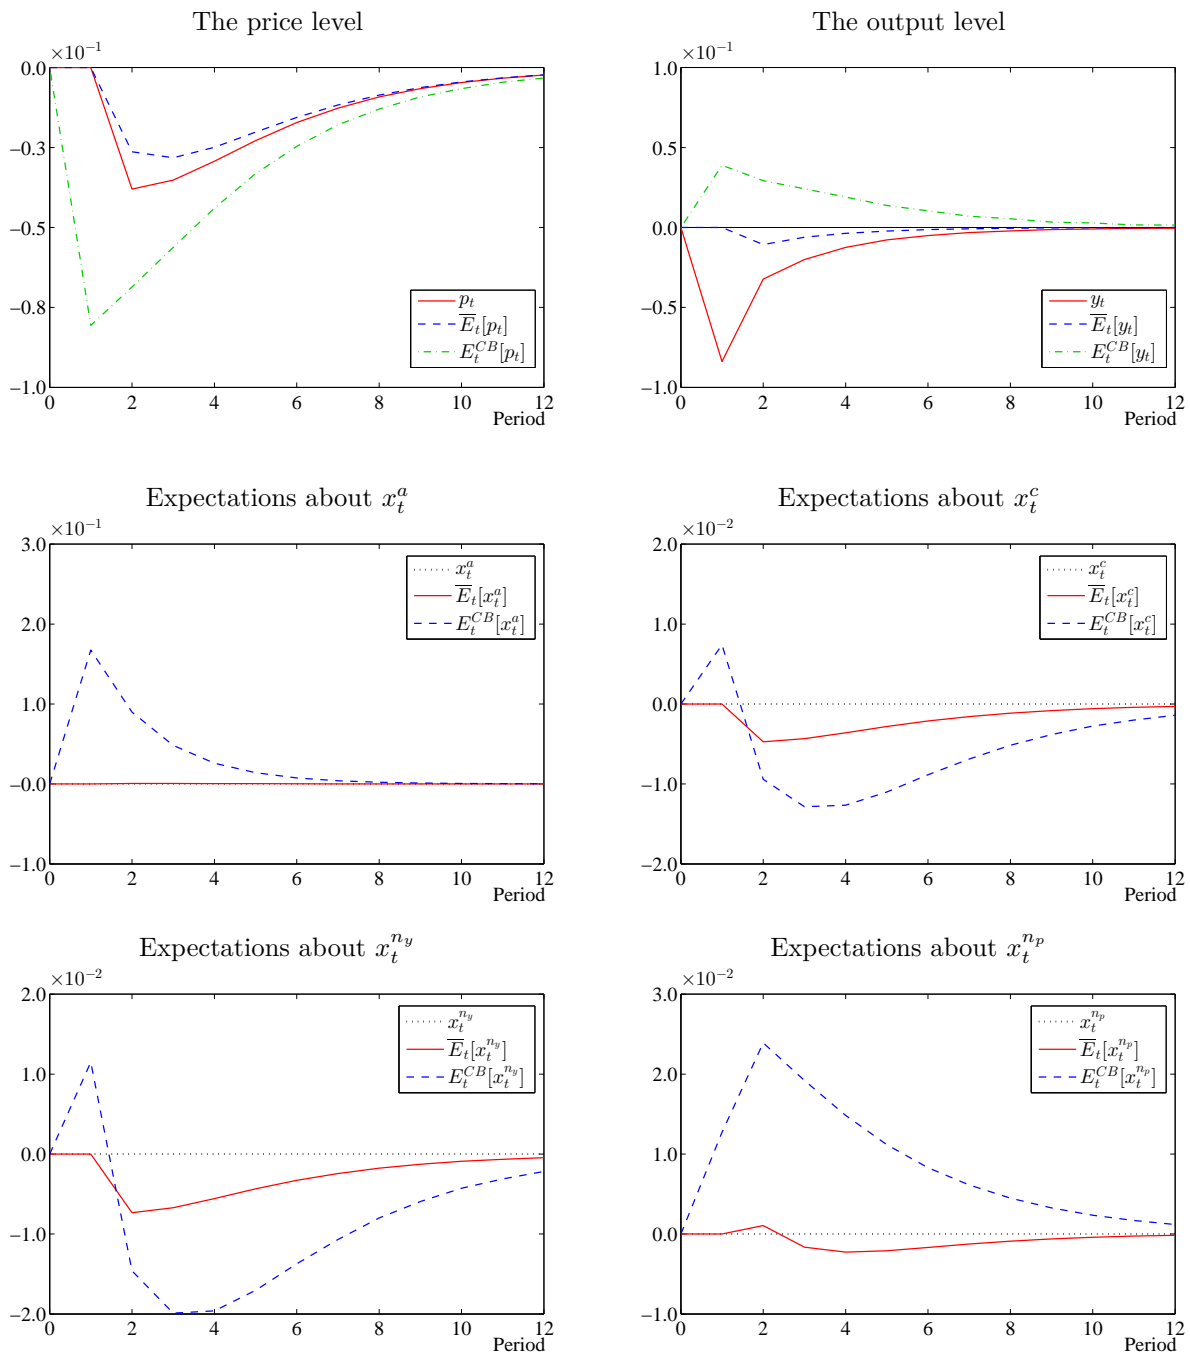 The price level
×10⁻¹
0.0
−0.3
−0.5
−0.8
−1.0
0 2 4 6 8 10 12
Period
p_t
E̅_t[p_t]
E_t^{CB}[p_t]
The output level
×10⁻¹
1.0
0.5
0.0
−0.5
−1.0
0 2 4 6 8 10 12
Period
y_t
E̅_t[y_t]
E_t^{CB}[y_t]
Expectations about x_t^a
×10⁻¹
3.0
1.0
−0.0
−1.0
0 2 4 6 8 10 12
Period
x_t^a
E̅_t[x_t^a]
E_t^{CB}[x_t^a]
Expectations about x_t^c
×10⁻²
2.0
1.0
0.0
−1.0
−2.0
0 2 4 6 8 10 12
Period
x_t^c
E̅_t[x_t^c]
E_t^{CB}[x_t^c]
Expectations about x_t^{n_y}
×10⁻²
2.0
1.0
0.0
−1.0
−2.0
0 2 4 6 8 10 12
Period
x_t^{n_y}
E̅_t[x_t^{n_y}]
E_t^{CB}[x_t^{n_y}]
Expectations about x_t^{n_p}
×10⁻²
3.0
2.0
1.0
0.0
−1.0
0 2 4 6 8 10 12
Period
x_t^{n_p}
E̅_t[x_t^{n_p}]
E_t^{CB}[x_t^{n_p}]